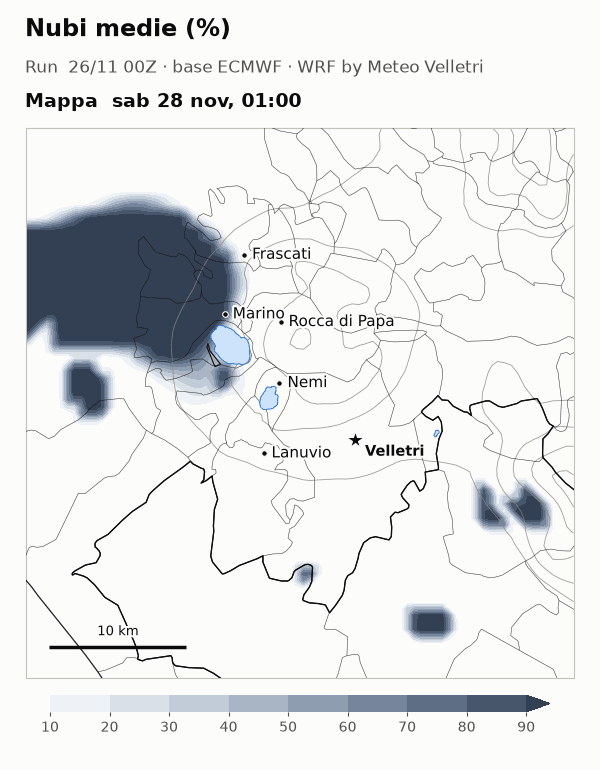 Nubi medie (%)
Run  26/11 00Z · base ECMWF · WRF by Meteo Velletri
Mappa  sab 28 nov, 01:00
Frascati
Marino
Rocca di Papa
Nemi
Velletri
Lanuvio
10 km
10 20 30 40 50 60 70 80 90